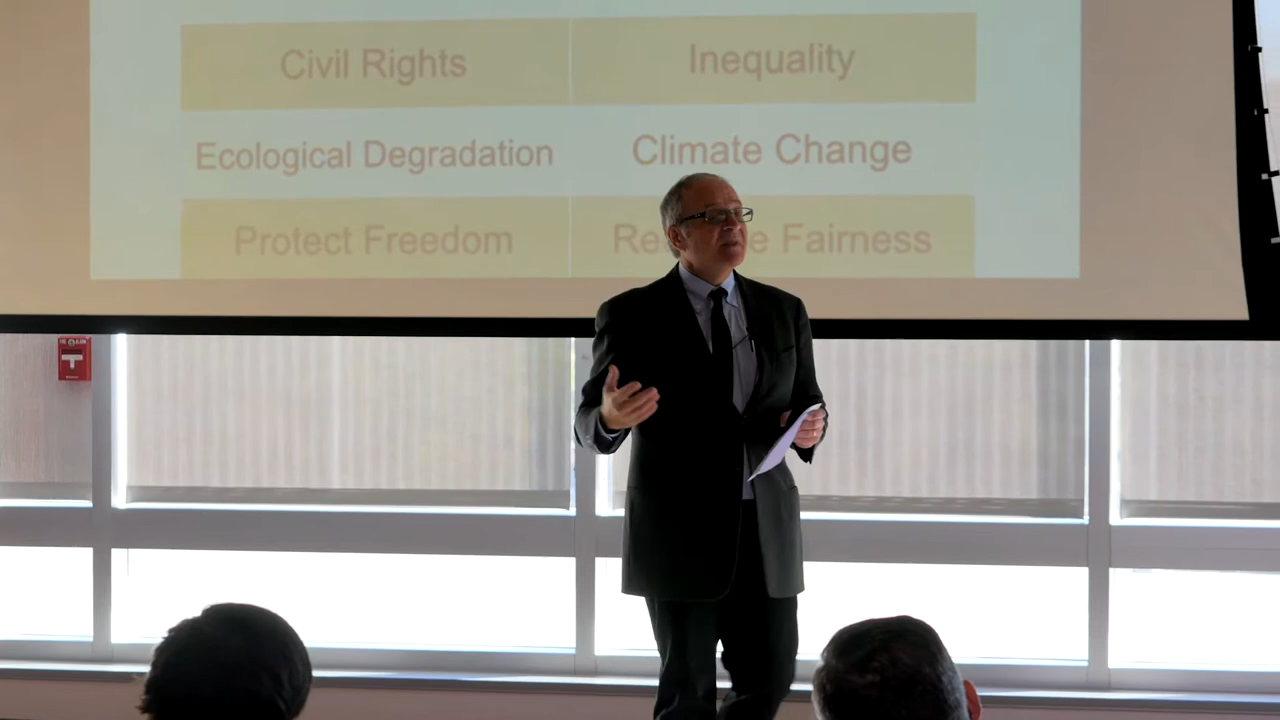 Civil Rights Inequality
Ecological Degradation Climate Change
Protect Freedom Fairness